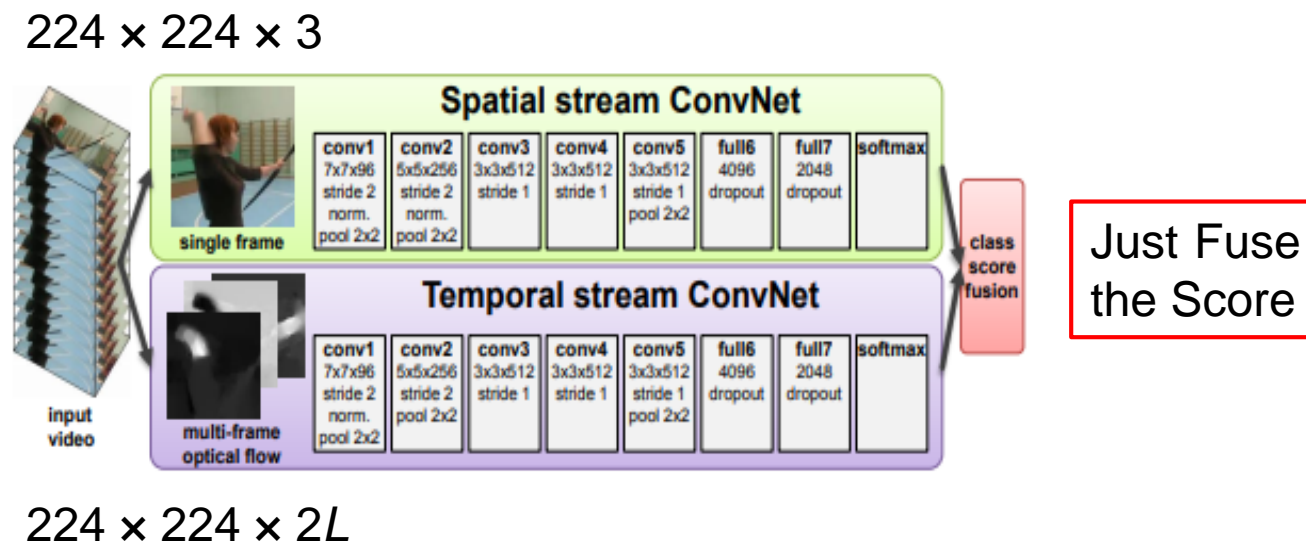 224 × 224 × 3
Spatial stream ConvNet
conv1
7x7x96
stride 2
norm.
pool 2x2
conv2
5x5x256
stride 2
norm.
pool 2x2
conv3
3x3x512
stride 1
conv4
3x3x512
stride 1
conv5
3x3x512
stride 1
pool 2x2
full6
4096
dropout
full7
2048
dropout
softmax
single frame
input
video
Temporal stream ConvNet
conv1
7x7x96
stride 2
norm.
pool 2x2
conv2
5x5x256
stride 2
pool 2x2
conv3
3x3x512
stride 1
conv4
3x3x512
stride 1
conv5
3x3x512
stride 1
pool 2x2
full6
4096
dropout
full7
2048
dropout
softmax
multi-frame
optical flow
class
score
fusion
Just Fuse
the Score
224 × 224 × 2L